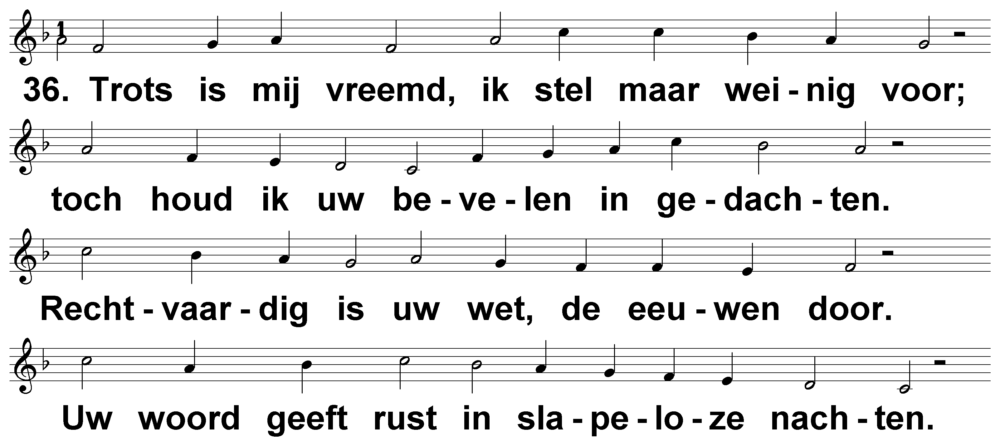 1
36. Trots is mij vreemd, ik stel maar wei - nig voor;
toch houd ik uw be - ve - len in ge - dach - ten.
Recht - vaar - dig is uw wet, de eeu - wen door.
Uw woord geeft rust in sla - pe - lo - ze nach - ten.